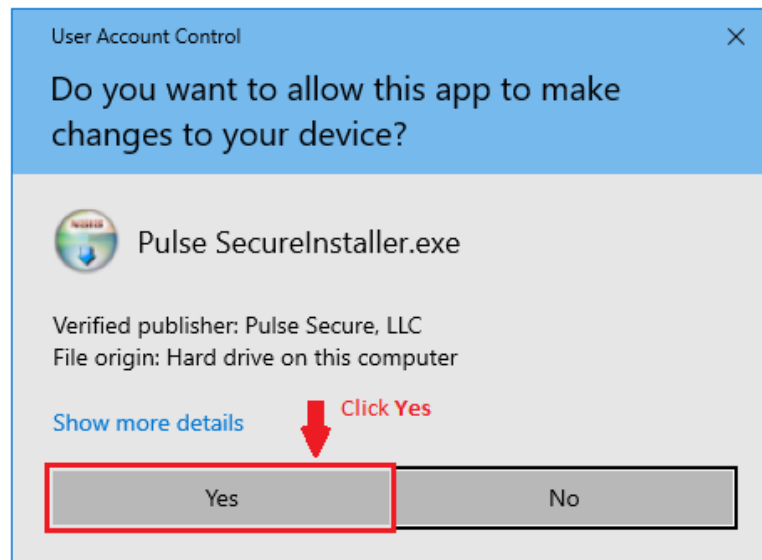 User Account Control
Do you want to allow this app to make
changes to your device?
Pulse SecureInstaller.exe
Verified publisher: Pulse Secure, LLC
File origin: Hard drive on this computer
Click Yes
Show more details
Yes
No